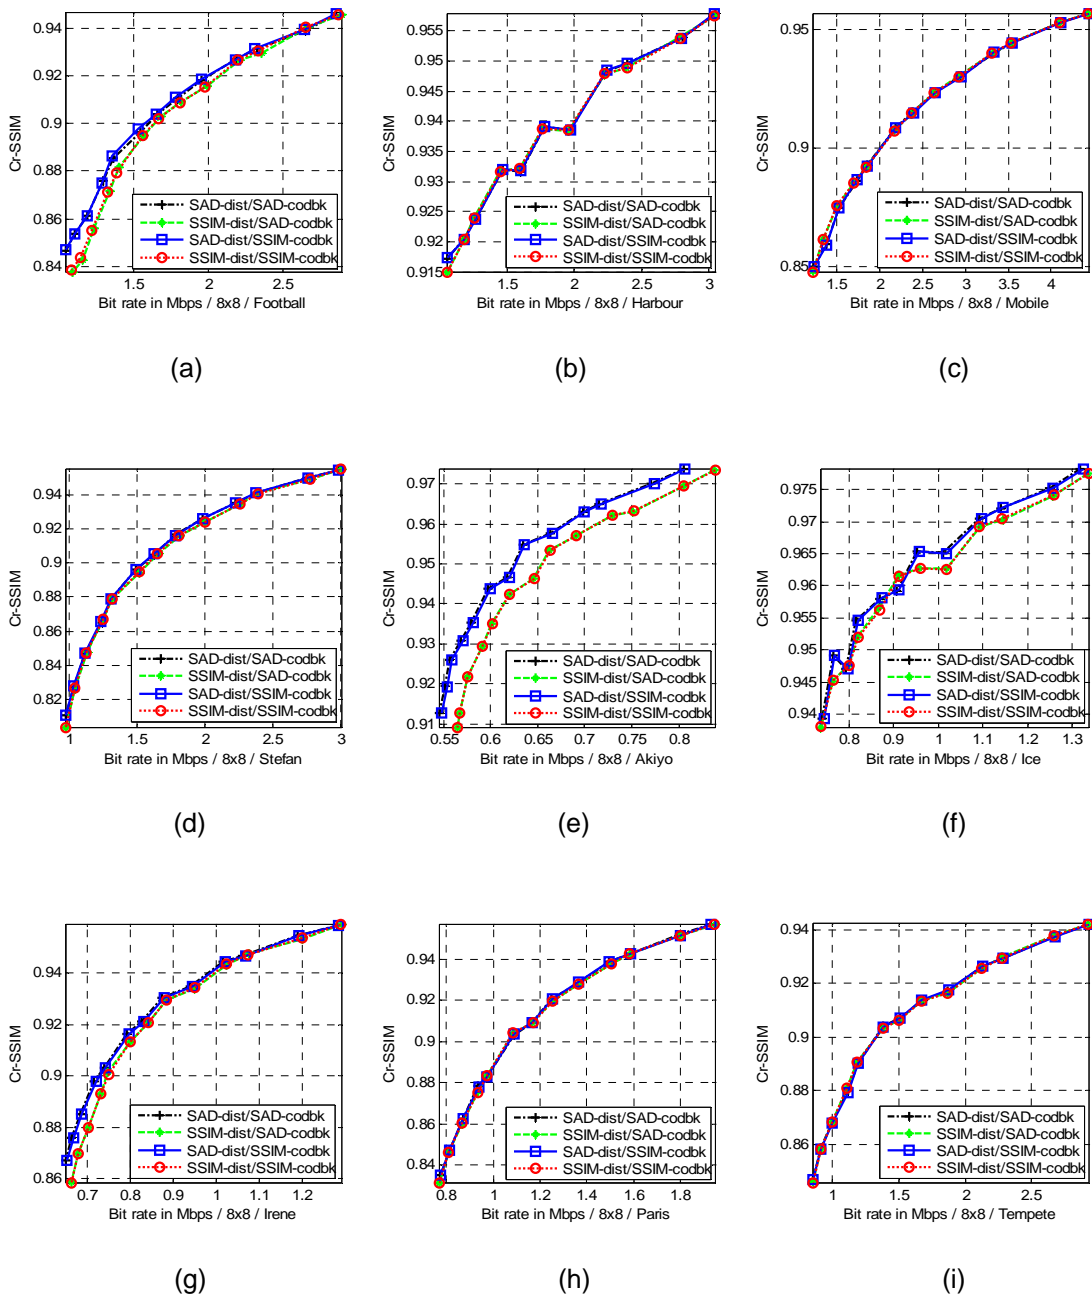 0.94
0.92
0.9
0.88
0.86
0.84
Cr-SSIM
1.5 2 2.5
Bit rate in Mbps / 8x8 / Football
SAD-dist/SAD-codbk
SSIM-dist/SAD-codbk
SAD-dist/SSIM-codbk
SSIM-dist/SSIM-codbk
(a)
0.955
0.95
0.945
0.94
0.935
0.93
0.925
0.92
0.915
Cr-SSIM
1.5 2 2.5 3
Bit rate in Mbps / 8x8 / Harbour
SAD-dist/SAD-codbk
SSIM-dist/SAD-codbk
SAD-dist/SSIM-codbk
SSIM-dist/SSIM-codbk
(b)
0.95
0.9
0.85
Cr-SSIM
1.5 2 2.5 3 3.5 4
Bit rate in Mbps / 8x8 / Mobile
SAD-dist/SAD-codbk
SSIM-dist/SAD-codbk
SAD-dist/SSIM-codbk
SSIM-dist/SSIM-codbk
(c)
0.94
0.92
0.9
0.88
0.86
0.84
0.82
Cr-SSIM
1 1.5 2 2.5 3
Bit rate in Mbps / 8x8 / Stefan
SAD-dist/SAD-codbk
SSIM-dist/SAD-codbk
SAD-dist/SSIM-codbk
SSIM-dist/SSIM-codbk
(d)
0.97
0.96
0.95
0.94
0.93
0.92
0.91
Cr-SSIM
0.55 0.6 0.65 0.7 0.75 0.8
Bit rate in Mbps / 8x8 / Akiyo
SAD-dist/SAD-codbk
SSIM-dist/SAD-codbk
SAD-dist/SSIM-codbk
SSIM-dist/SSIM-codbk
(e)
0.975
0.97
0.965
0.96
0.955
0.95
0.945
0.94
Cr-SSIM
0.8 0.9 1 1.1 1.2 1.3
Bit rate in Mbps / 8x8 / Ice
SAD-dist/SAD-codbk
SSIM-dist/SAD-codbk
SAD-dist/SSIM-codbk
SSIM-dist/SSIM-codbk
(f)
0.94
0.92
0.9
0.88
0.86
Cr-SSIM
0.7 0.8 0.9 1 1.1 1.2
Bit rate in Mbps / 8x8 / Irene
SAD-dist/SAD-codbk
SSIM-dist/SAD-codbk
SAD-dist/SSIM-codbk
SSIM-dist/SSIM-codbk
(g)
0.94
0.92
0.9
0.88
0.86
0.84
Cr-SSIM
0.8 1 1.2 1.4 1.6 1.8
Bit rate in Mbps / 8x8 / Paris
SAD-dist/SAD-codbk
SSIM-dist/SAD-codbk
SAD-dist/SSIM-codbk
SSIM-dist/SSIM-codbk
(h)
0.94
0.92
0.9
0.88
0.86
Cr-SSIM
1 1.5 2 2.5
Bit rate in Mbps / 8x8 / Tempete
SAD-dist/SAD-codbk
SSIM-dist/SAD-codbk
SAD-dist/SSIM-codbk
SSIM-dist/SSIM-codbk
(i)